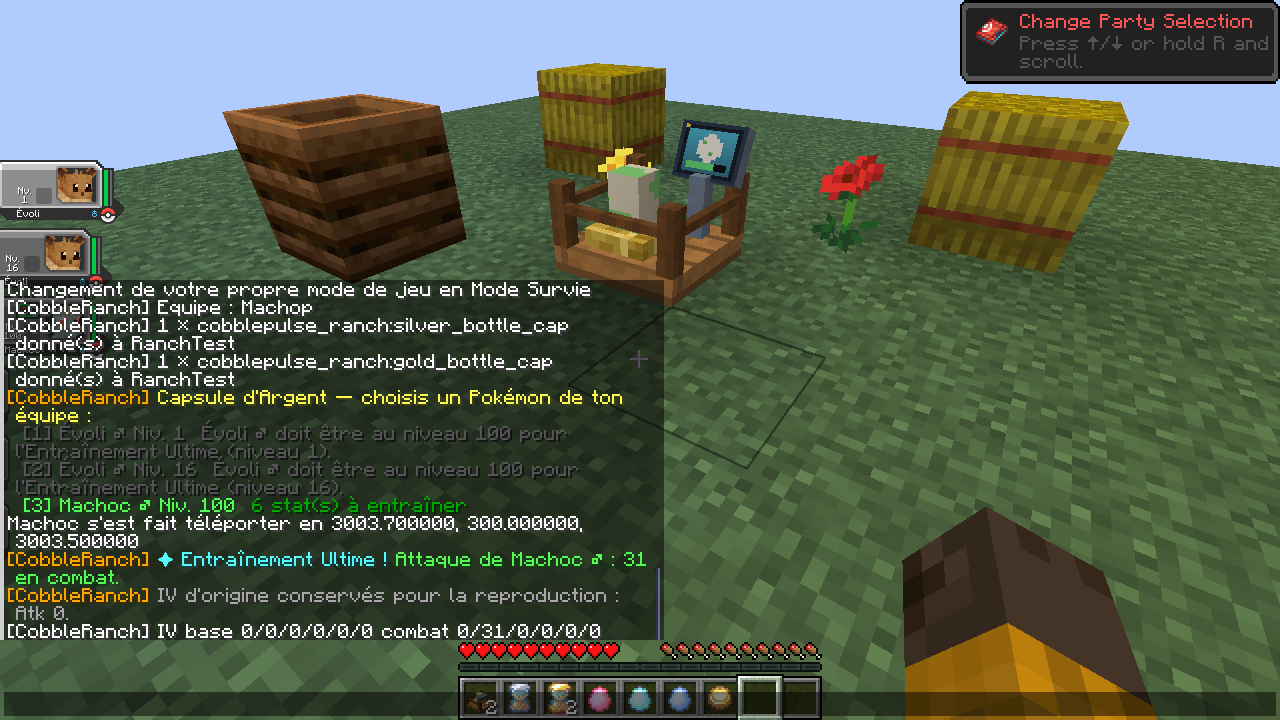 Change Party Selection
Press ↑/↓ or hold R and
scroll.
Nv.
1
Évoli
Nv.
16
Changement de votre propre mode de jeu en Mode Survie
[CobbleRanch] Equipe : Machop
[CobbleRanch] 1 × cobblepulse_ranch:silver_bottle_cap
donné(s) à RanchTest
[CobbleRanch] 1 × cobblepulse_ranch:gold_bottle_cap
donné(s) à RanchTest
[CobbleRanch] Capsule d'Argent — choisis un Pokémon de ton
équipe :
[1] Évoli ♂ Niv. 1  Évoli ♂ doit être au niveau 100 pour
l'Entraînement Ultime (niveau 1).
[2] Évoli ♂ Niv. 16  Évoli ♂ doit être au niveau 100 pour
l'Entraînement Ultime (niveau 16).
[3] Machoc ♂ Niv. 100  6 stat(s) à entraîner
Machoc s'est fait téléporter en 3003.700000, 300.000000,
3003.500000
[CobbleRanch] ✦ Entraînement Ultime ! Attaque de Machoc ♂ : 31
en combat.
[CobbleRanch] IV d'origine conservés pour la reproduction :
Atk 0.
[CobbleRanch] IV base 0/0/0/0/0/0 combat 0/31/0/0/0/0
2
2